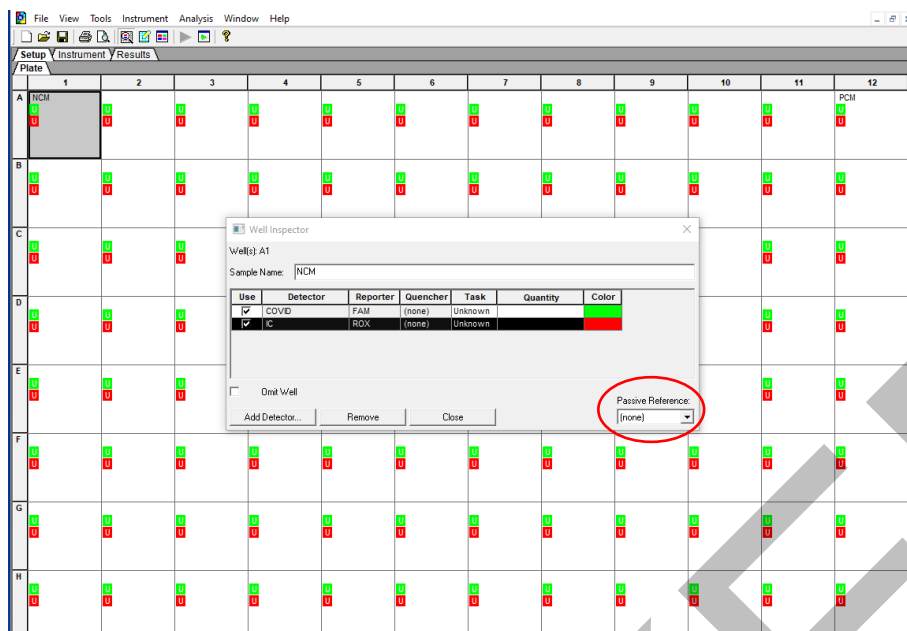 File View Tools Instrument Analysis Window Help
Setup Instrument Results
Plate
1 2 3 4 5 6 7 8 9 10 11 12
A NCM PCM
U U U U U U U U U U U U
U U U U U U U U U U U U
B
U U U U U U U U U U U U
U U U U U U U U U U U U
Well Inspector
C
Well(s): A1
U U U U U
U U U U U
Sample Name: NCM
Use Detector Reporter Quencher Task Quantity Color
D
COVID FAM (none) Unknown
U U U U U
IC ROX (none) Unknown
U U U U U
E
U U U U U
Omit Well
U U U U U
Passive Reference:
Add Detector... Remove Close (none)
F
U U U U U U U U U U U U
U U U U U U U U U U U U
G
U U U U U U U U U U U U
U U U U U U U U U U U U
H
U U U U U U U U U U U U
U U U U U U U U U U U U